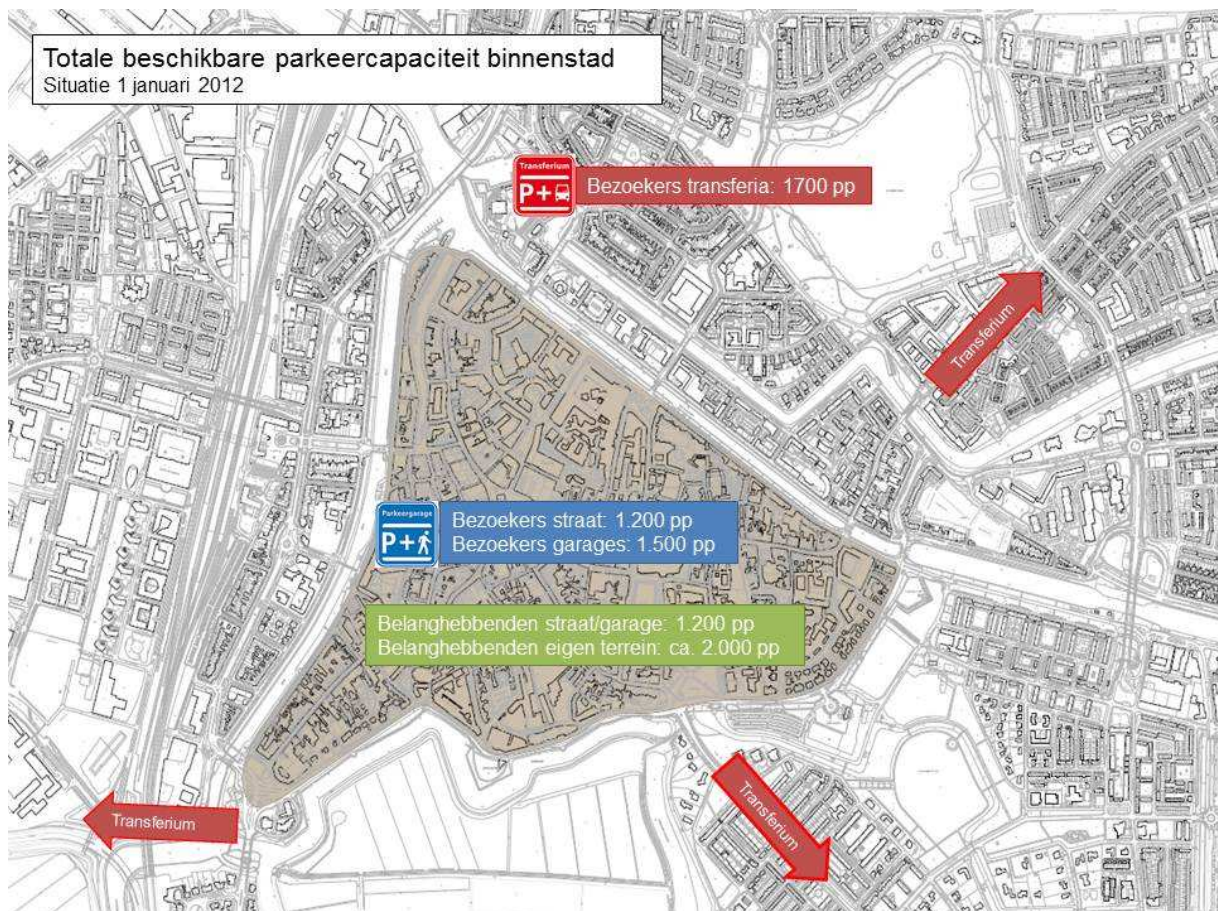 Totale beschikbare parkeercapaciteit binnenstad
Situatie 1 januari 2012
Transferium
P+
Bezoekers transferia: 1700 pp
Transferium
Parkeergarage
P+
Bezoekers straat: 1.200 pp
Bezoekers garages: 1.500 pp
Belanghebbenden straat/garage: 1.200 pp
Belanghebbenden eigen terrein: ca. 2.000 pp
Transferium
Transferium